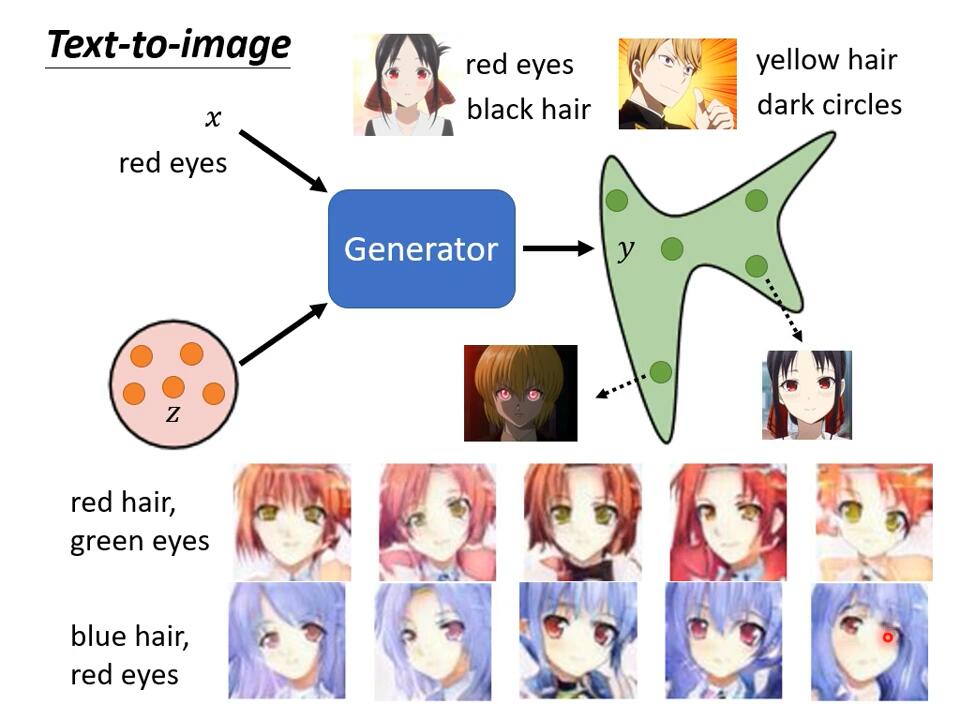 Text-to-image
red eyes
black hair
yellow hair
dark circles
x
red eyes
Generator
y
z
red hair,
green eyes
blue hair,
red eyes